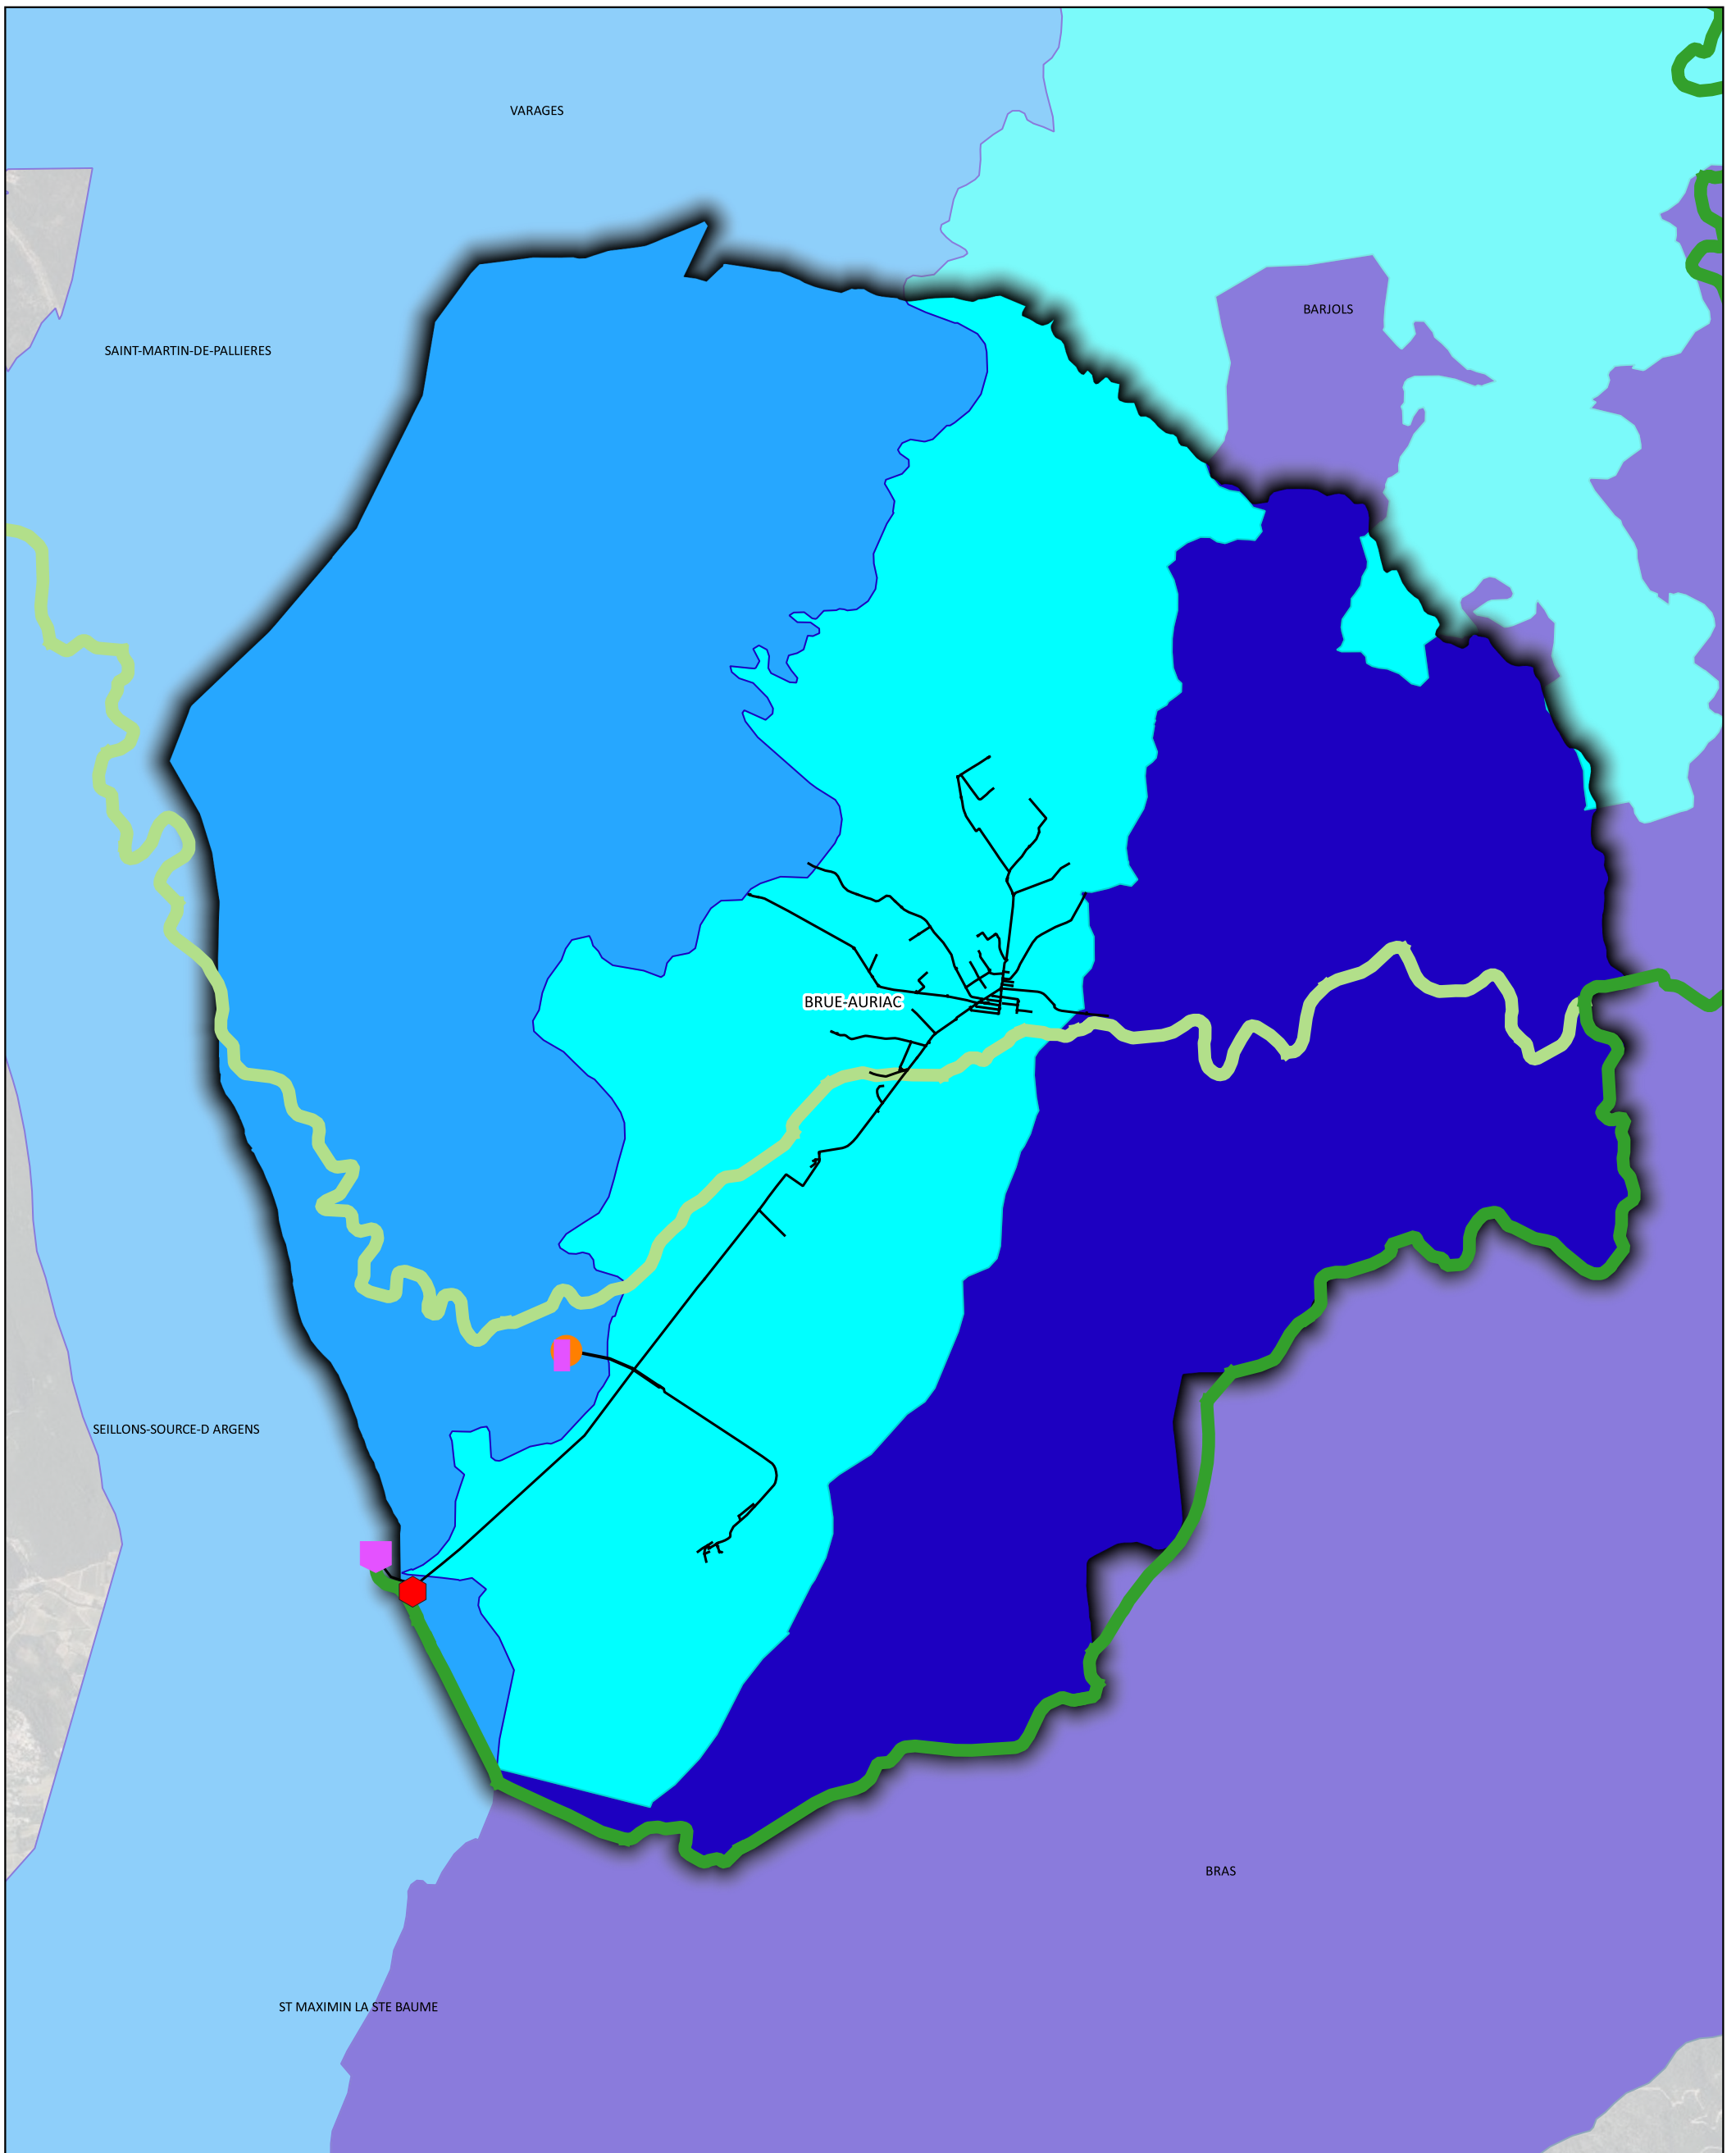 VARAGES
BARJOLS
SAINT-MARTIN-DE-PALLIERES
BRUE-AURIAC
SEILLONS-SOURCE-D ARGENS
BRAS
ST MAXIMIN LA STE BAUME